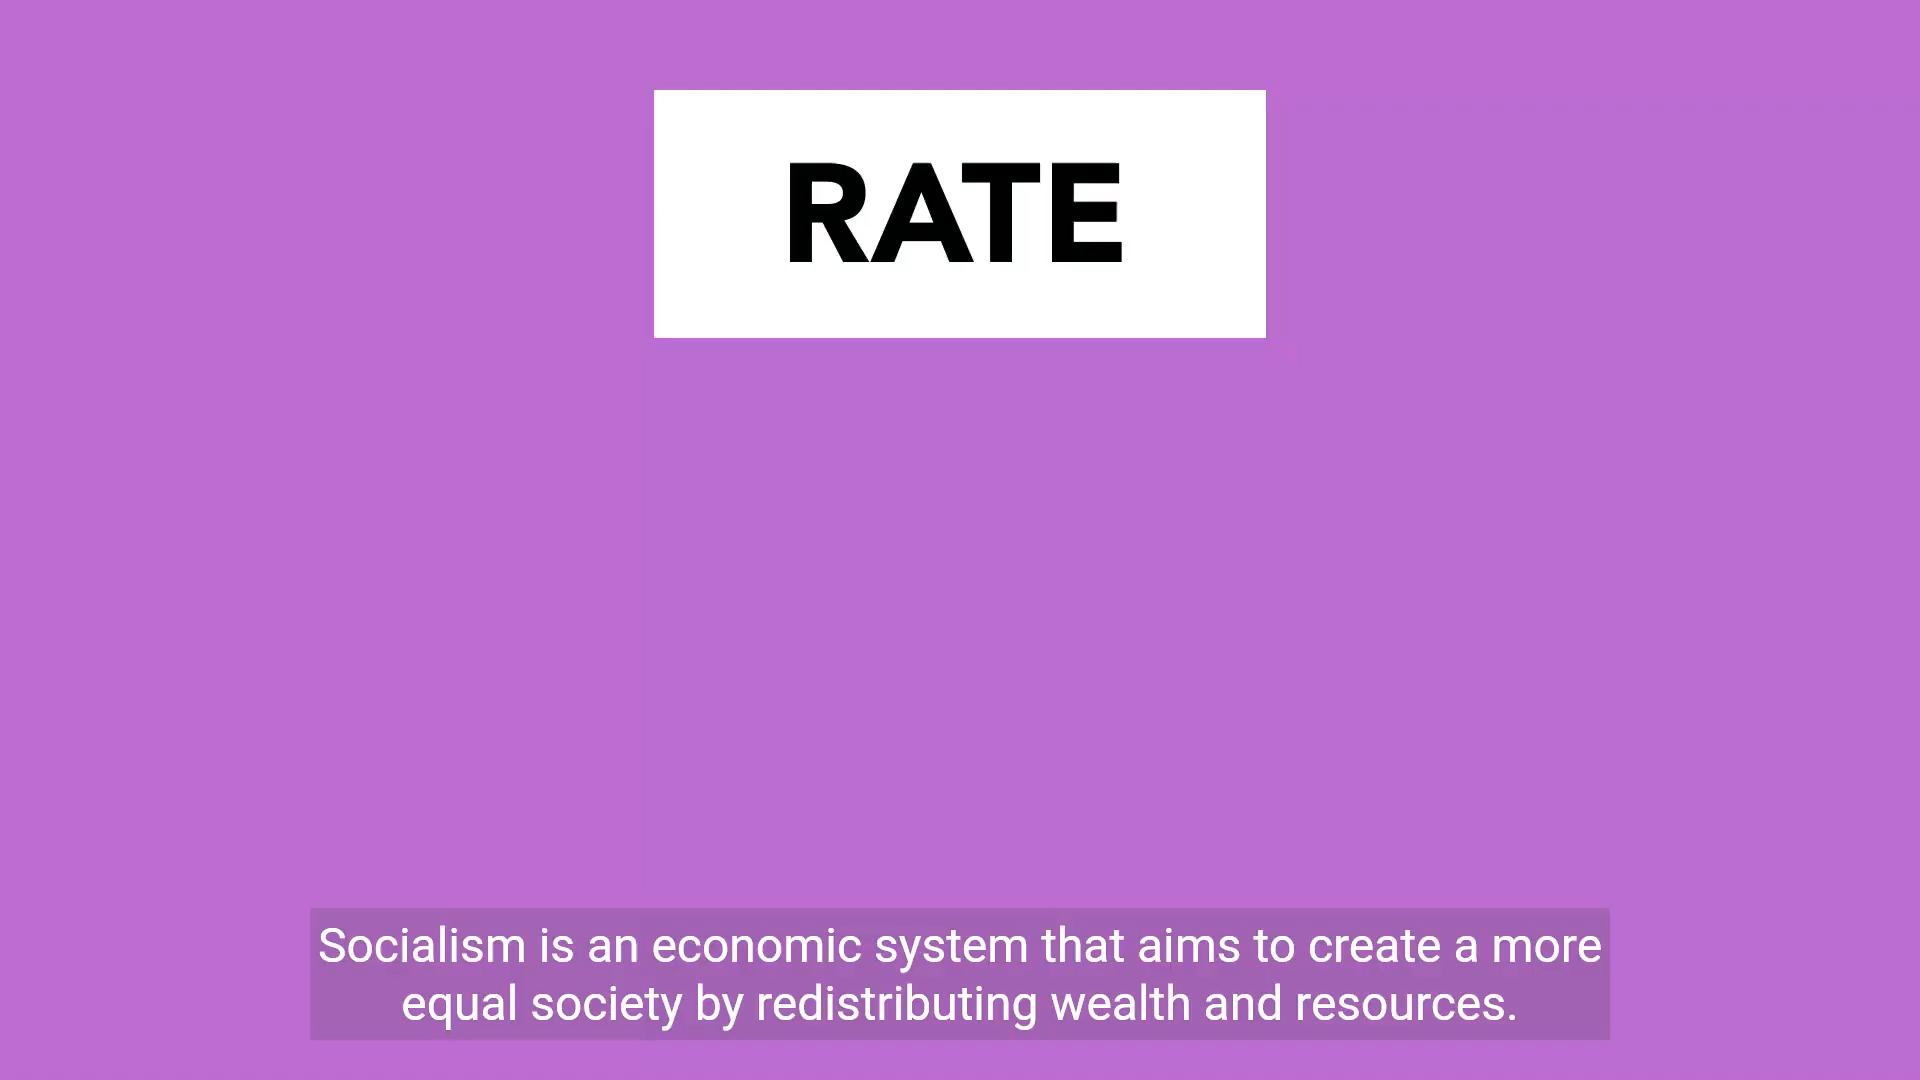 RATE
Socialism is an economic system that aims to create a more
equal society by redistributing wealth and resources.